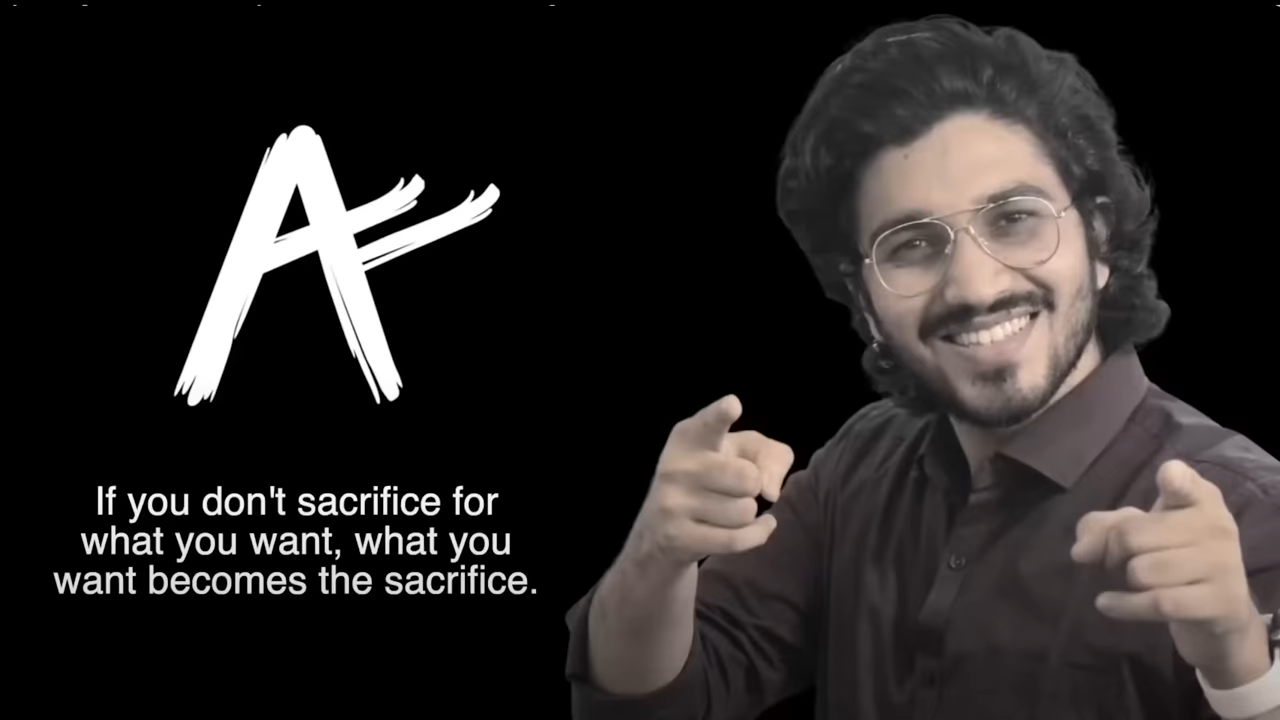 A
If you don't sacrifice for
what you want, what you
want becomes the sacrifice.